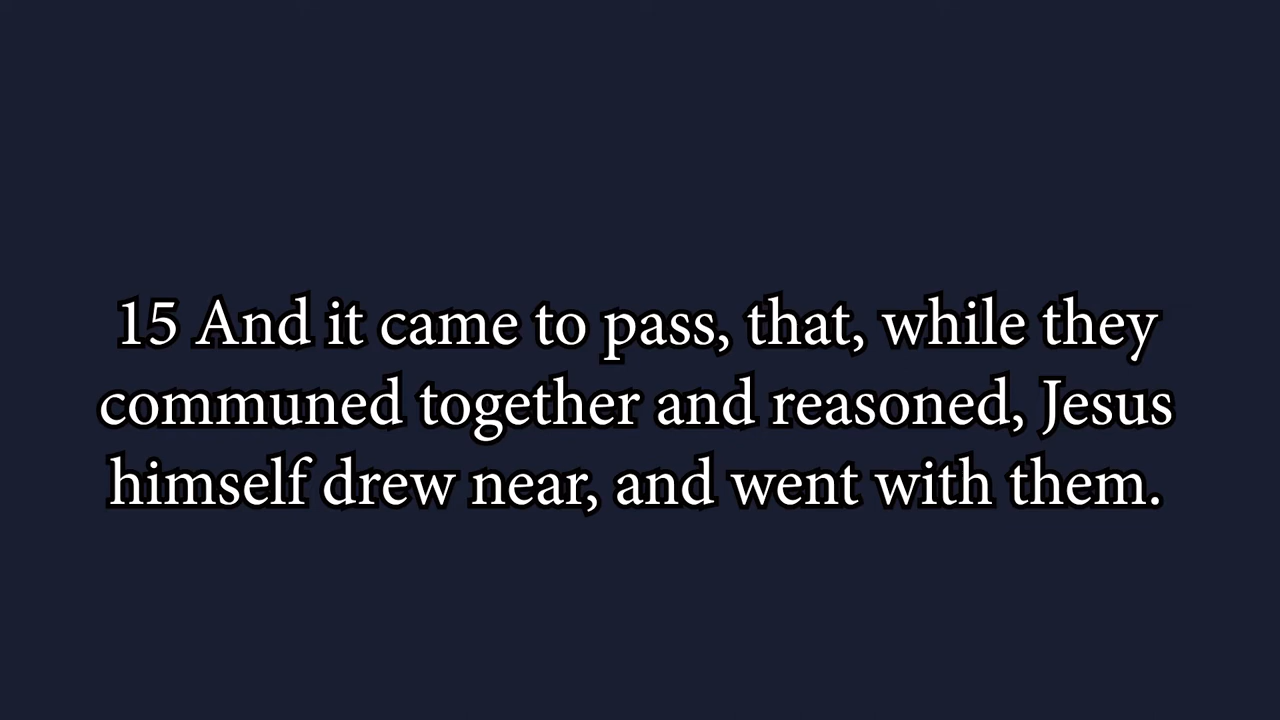 15 And it came to pass, that, while they
communed together and reasoned, Jesus
himself drew near, and went with them.